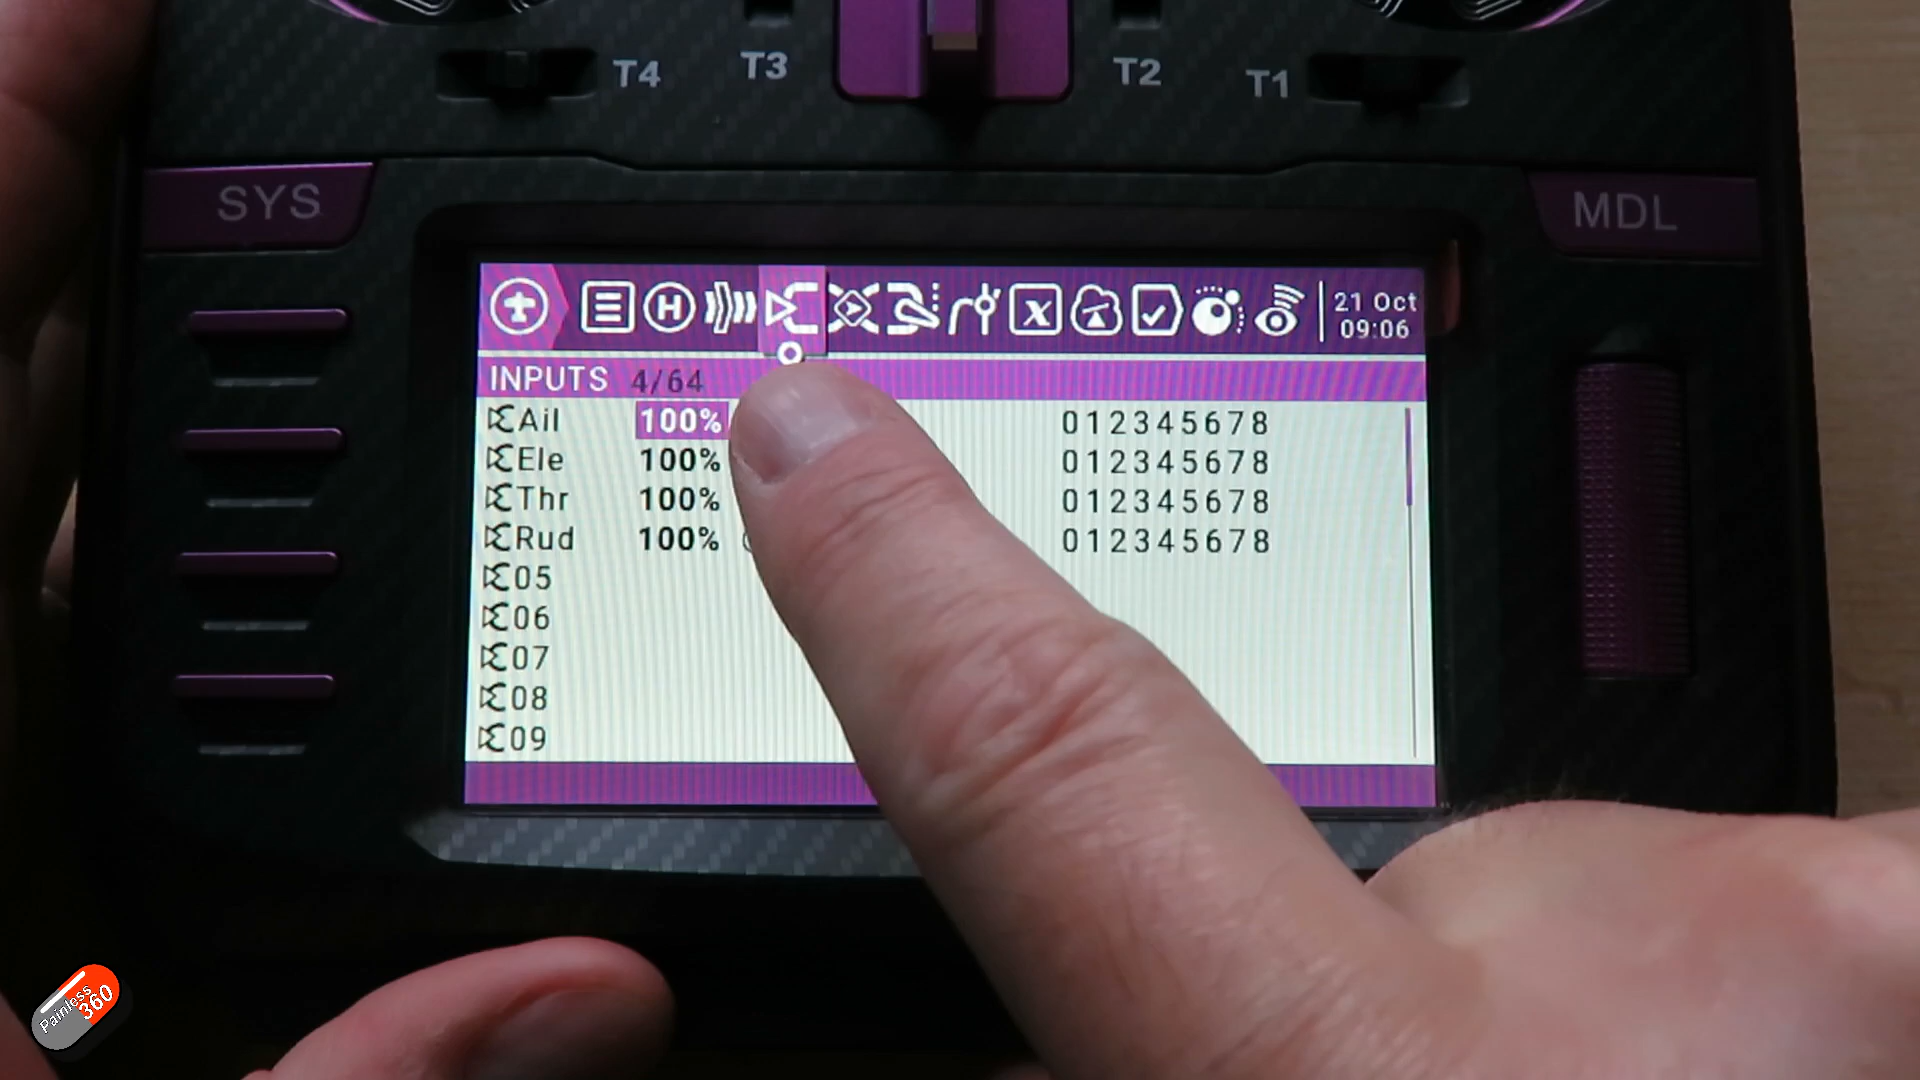 T4
T3
T2
T1
SYS
MDL
H
x
21 Oct
09:06
INPUTS 4/64
Ail 100% 012345678
Ele 100% 012345678
Thr 100% 012345678
Rud 100% 012345678
05
06
07
08
09
Painless
360